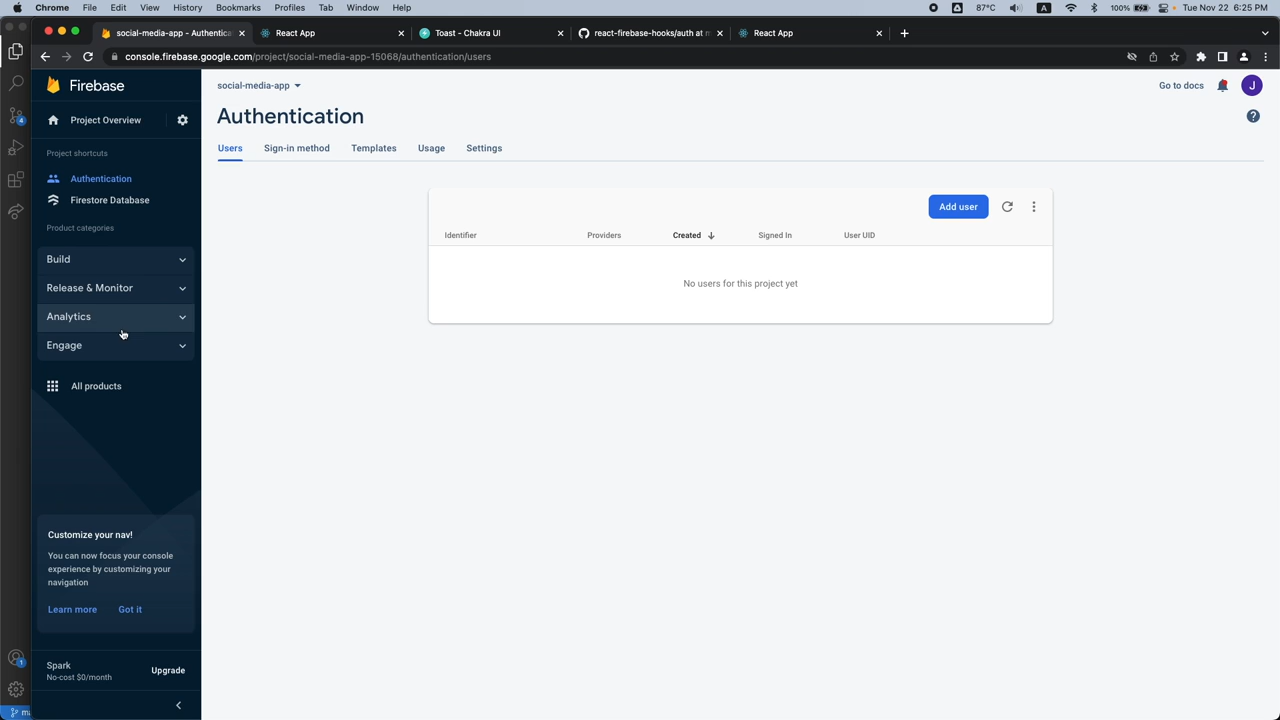 Chrome File Edit View History Bookmarks Profiles Tab Window Help 87°C A 100% Tue Nov 22 6:25 PM
social-media-app - Authentica React App Toast - Chakra UI react-firebase-hooks/auth at m React App
console.firebase.google.com/project/social-media-app-15068/authentication/users
Firebase
social-media-app
Go to docs
J
Project Overview
Authentication
Users Sign-in method Templates Usage Settings
Project shortcuts
Authentication
Firestore Database
Product categories
Build
Release & Monitor
Analytics
Engage
All products
Add user
Identifier Providers Created Signed In User UID
No users for this project yet
Customize your nav!
You can now focus your console
experience by customizing your
navigation
Learn more Got it
Spark
No-cost $0/month
Upgrade
4
1